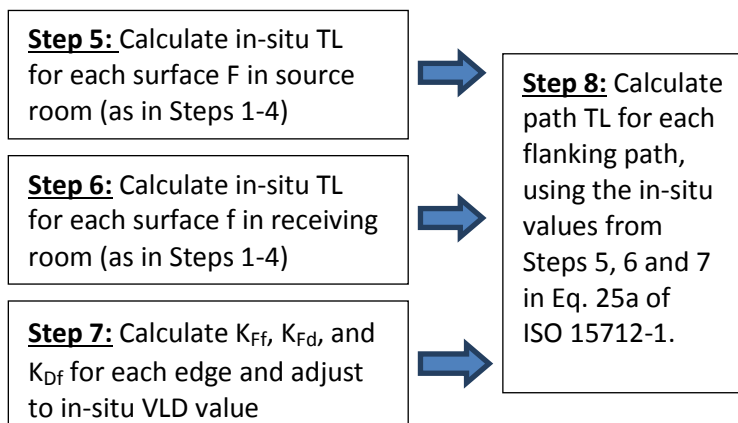 Step 5: Calculate in-situ TL
for each surface F in source
room (as in Steps 1-4)
Step 6: Calculate in-situ TL
for each surface f in receiving
room (as in Steps 1-4)
Step 7: Calculate KFf, KFd, and
KDf for each edge and adjust
to in-situ VLD value
Step 8: Calculate
path TL for each
flanking path,
using the in-situ
values from
Steps 5, 6 and 7
in Eq. 25a of
ISO 15712-1.